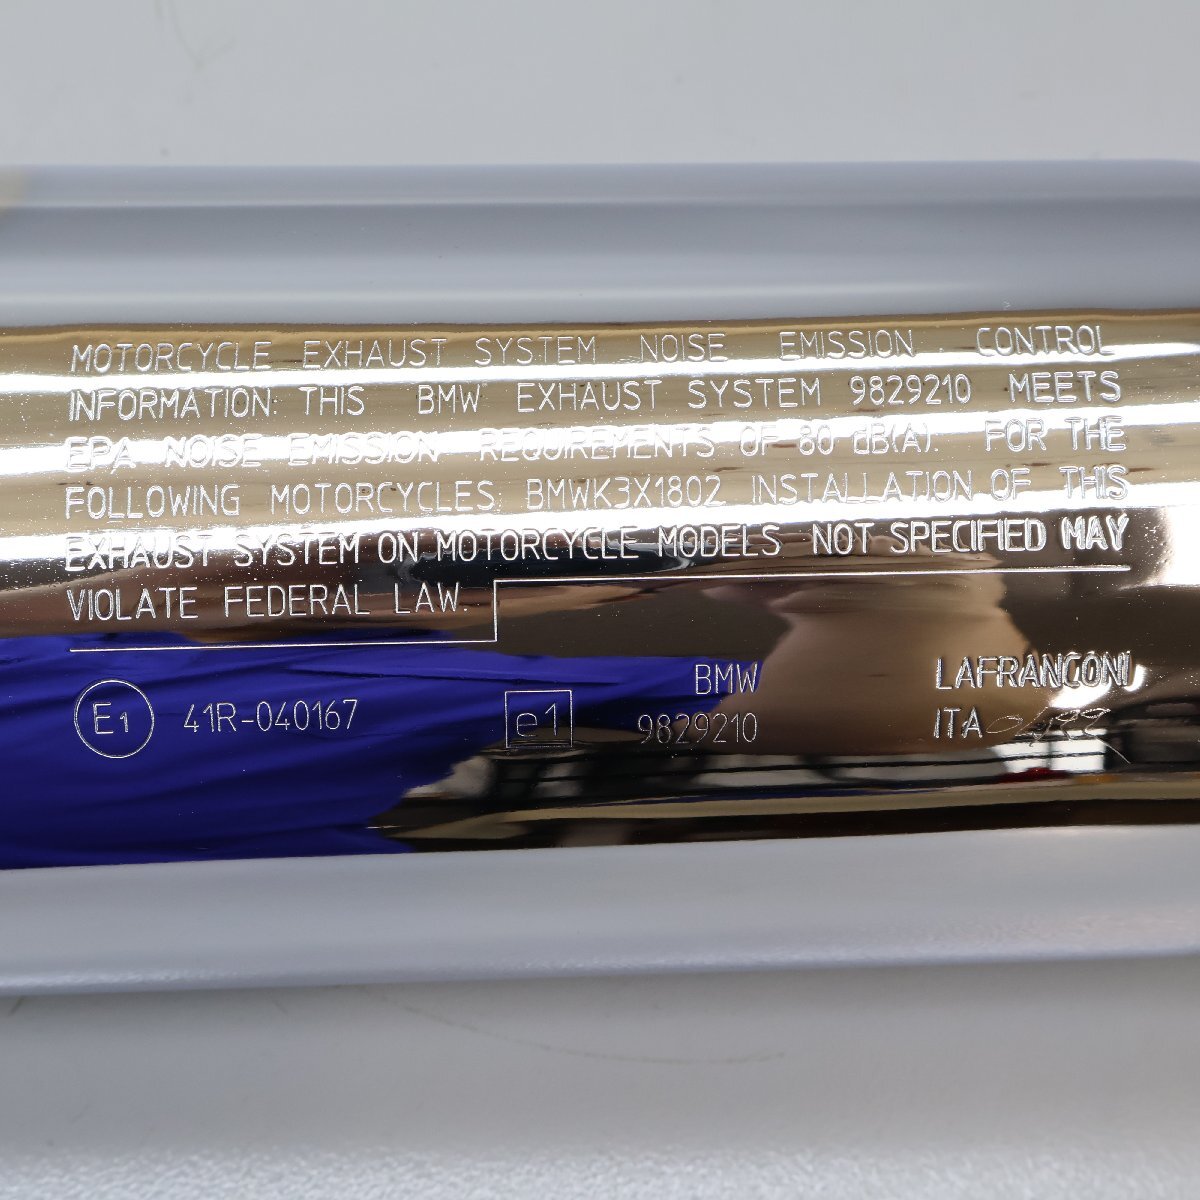 MOTORCYCLE EXHAUST SYSTEM NOISE EMISSION CONTROL
INFORMATION: THIS BMW EXHAUST SYSTEM 9829210 MEETS
EPA NOISE EMISSION REQUIREMENTS OF 80 dB(A). FOR THE
FOLLOWING MOTORCYCLES: BMWK3X1802 INSTALLATION OF THIS
EXHAUST SYSTEM ON MOTORCYCLE MODELS NOT SPECIFIED MAY
VIOLATE FEDERAL LAW.
E1 41R-040167
e1
BMW
9829210
LAFRANCONI
ITA